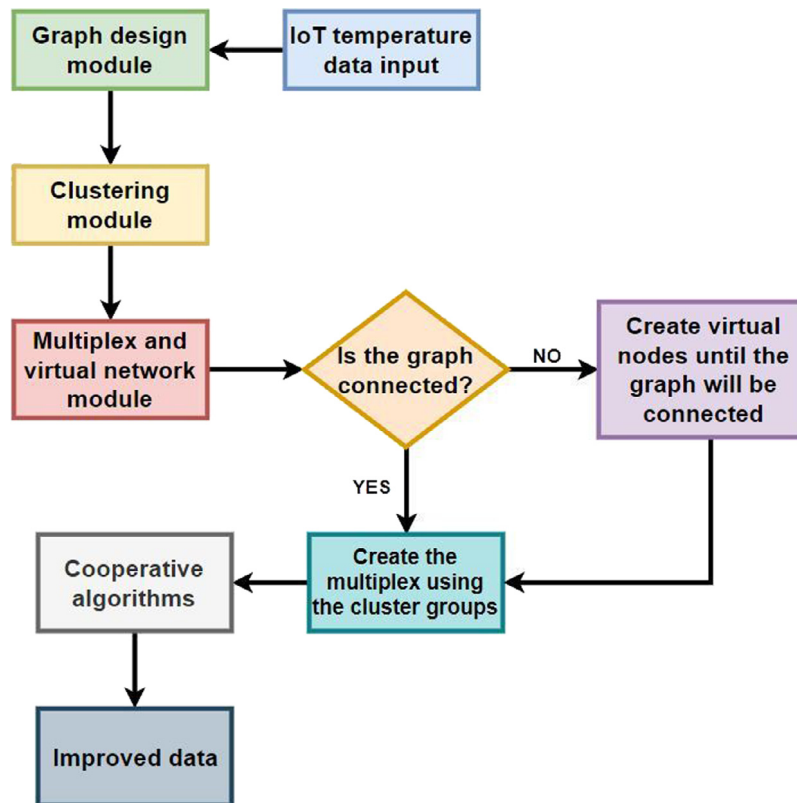 Graph design
module
IoT temperature
data input
Clustering
module
Multiplex and
virtual network
module
Is the graph
connected?
NO
Create virtual
nodes until the
graph will be
connected
YES
Create the
multiplex using
the cluster groups
Cooperative
algorithms
Improved data